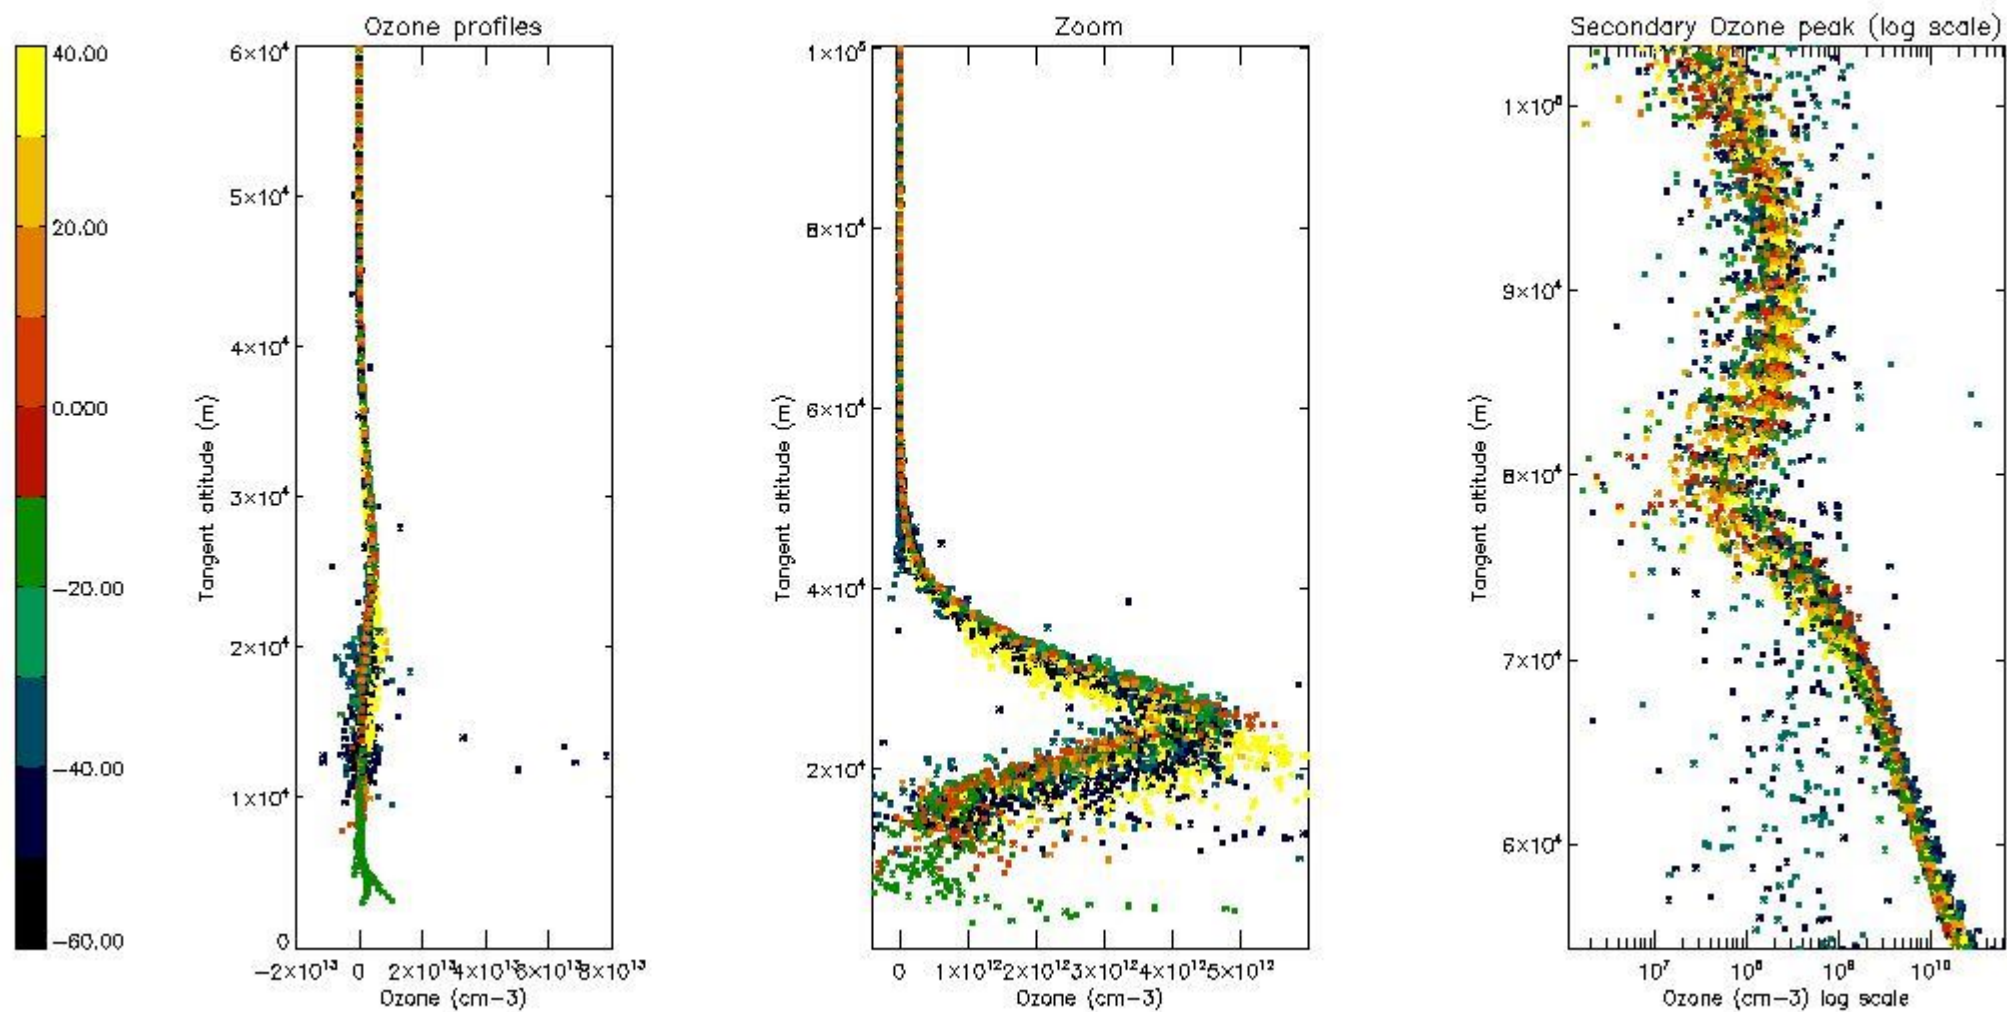 Ozone profiles
Zoom
Secondary Ozone peak (log scale)
40.00
20.00
0.000
−20.00
−40.00
−60.00
6×10⁴
5×10⁴
4×10⁴
3×10⁴
2×10⁴
1×10⁴
0
Tangent altitude (m)
−2×10¹³ 0 2×10¹³ 4×10¹³ 6×10¹³ 8×10¹³
Ozone (cm−3)
1×10⁵
8×10⁴
6×10⁴
4×10⁴
2×10⁴
Tangent altitude (m)
0 1×10¹² 2×10¹² 3×10¹² 4×10¹² 5×10¹²
Ozone (cm−3)
1×10⁵
9×10⁴
8×10⁴
7×10⁴
6×10⁴
Tangent altitude (m)
10⁷ 10⁸ 10⁹ 10¹⁰
Ozone (cm−3) log scale